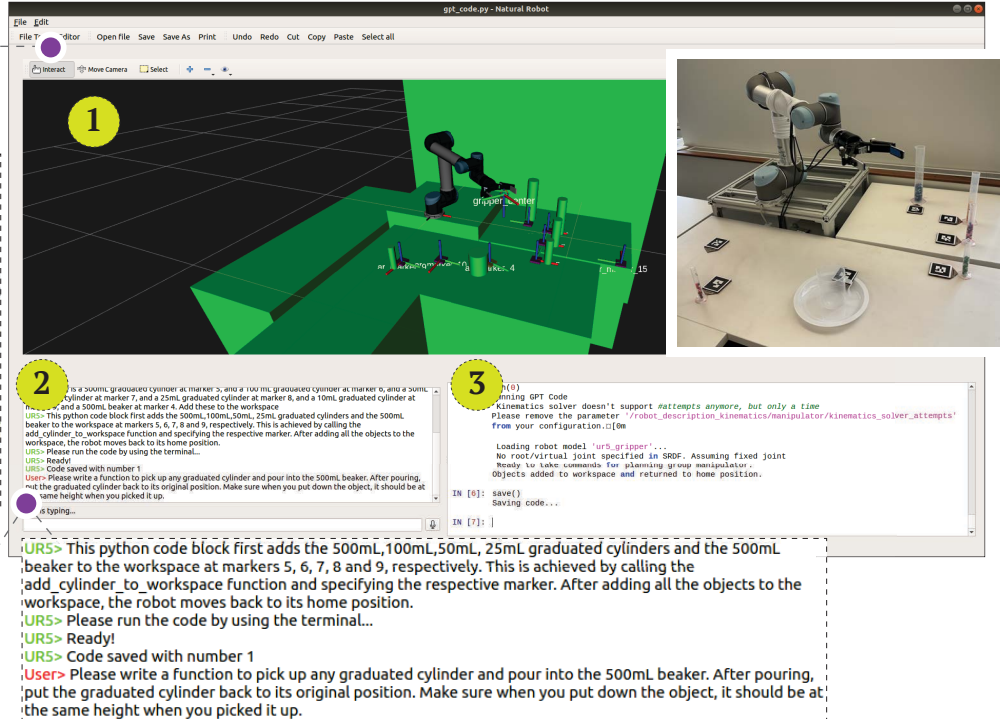 gpt_code.py - Natural Robot
File Edit
File Editor Open file Save Save As Print Undo Redo Cut Copy Paste Select all
Interact Move Camera Select
1
gripper_center
4
15
2
is a 500mL graduated cylinder at marker 5, and a 100 mL graduated cylinder at marker 6, and a 50mL
cylinder at marker 7, and a 25mL graduated cylinder at marker 8, and a 10mL graduated cylinder at
and a 500mL beaker at marker 4. Add these to the workspace
UR5> This python code block first adds the 500mL,100mL,50mL, 25mL graduated cylinders and the 500mL
beaker to the workspace at markers 5, 6, 7, 8 and 9, respectively. This is achieved by calling the
add_cylinder_to_workspace function and specifying the respective marker. After adding all the objects to the
workspace, the robot moves back to its home position.
UR5> Please run the code by using the terminal...
UR5> Ready!
UR5> Code saved with number 1
User> Please write a function to pick up any graduated cylinder and pour into the 500mL beaker. After pouring,
put the graduated cylinder back to its original position. Make sure when you put down the object, it should be at
same height when you picked it up.
is typing...
3
(0)
GPT Code
Kinematics solver doesn't support #attempts anymore, but only a time
Please remove the parameter '/robot_description_kinematics/manipulator/kinematics_solver_attempts'
from your configuration.□[0m
Loading robot model 'ur5_gripper'...
No root/virtual joint specified in SRDF. Assuming fixed joint
Ready to take commands for planning group manipulator.
Objects added to workspace and returned to home position.
IN [6]: save()
Saving code...
IN [7]:
UR5> This python code block first adds the 500mL,100mL,50mL, 25mL graduated cylinders and the 500mL
beaker to the workspace at markers 5, 6, 7, 8 and 9, respectively. This is achieved by calling the
add_cylinder_to_workspace function and specifying the respective marker. After adding all the objects to the
workspace, the robot moves back to its home position.
UR5> Please run the code by using the terminal...
UR5> Ready!
UR5> Code saved with number 1
User> Please write a function to pick up any graduated cylinder and pour into the 500mL beaker. After pouring,
put the graduated cylinder back to its original position. Make sure when you put down the object, it should be at
the same height when you picked it up.